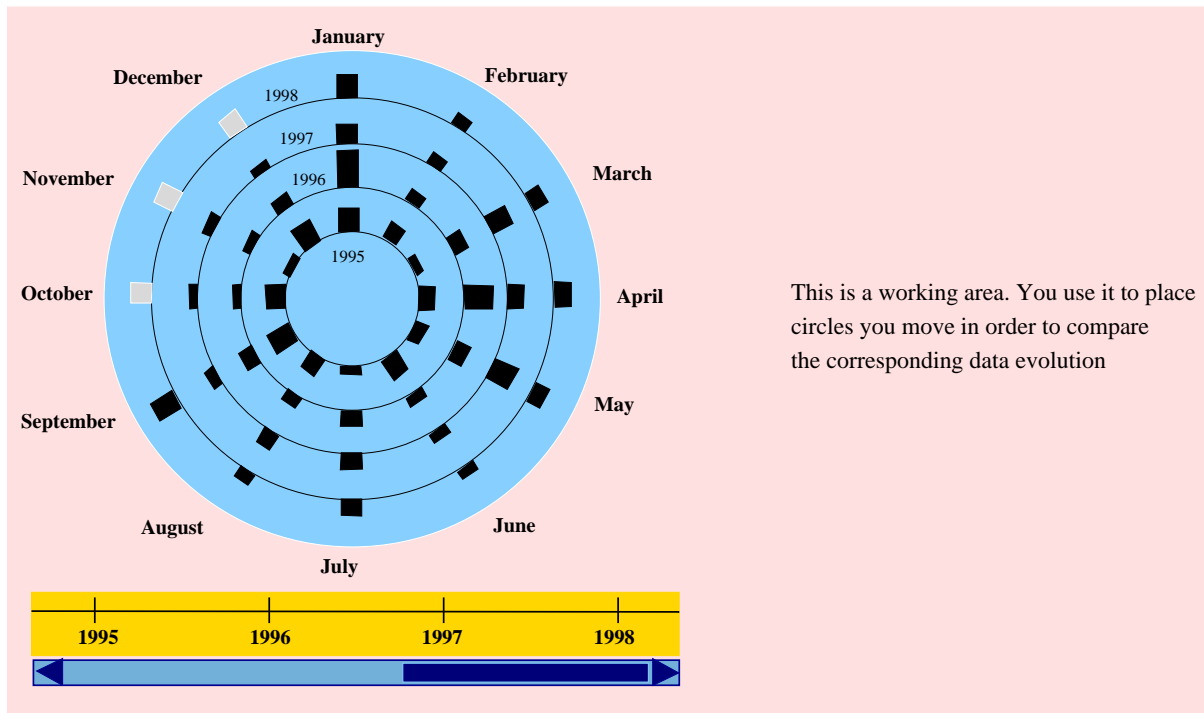 January
December
February
1998
1997
November
March
1996
1995
October
April
This is a working area. You use it to place
circles you move in order to compare
the corresponding data evolution
September
May
August
June
July
1995 1996 1997 1998